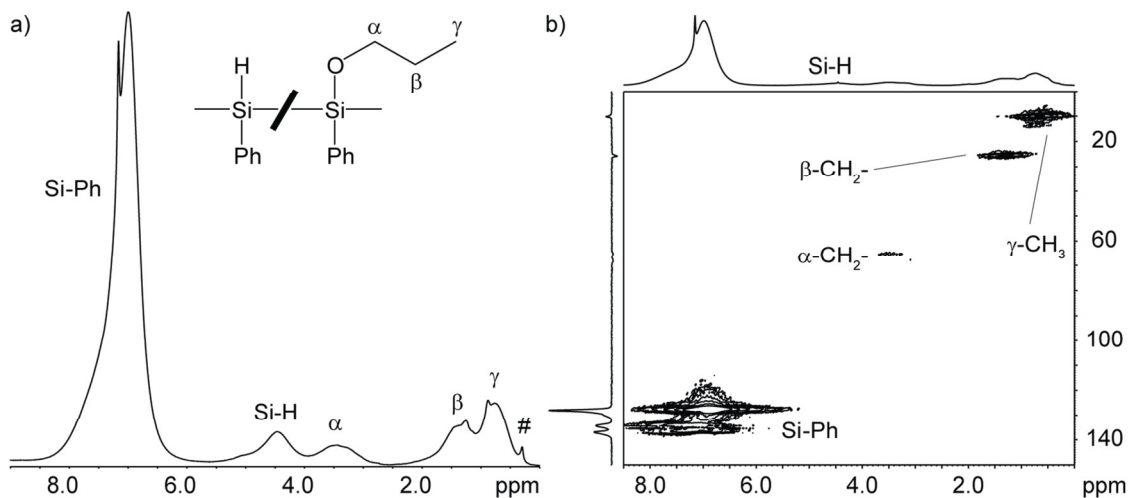 a)
H
O
α
β
γ
Si
Si
Ph
Ph
Si-Ph
Si-H
α
β
γ
#
8.0 6.0 4.0 2.0 ppm
b)
Si-H
β-CH2-
α-CH2-
γ-CH3
Si-Ph
20
60
100
140
8.0 6.0 4.0 2.0 ppm